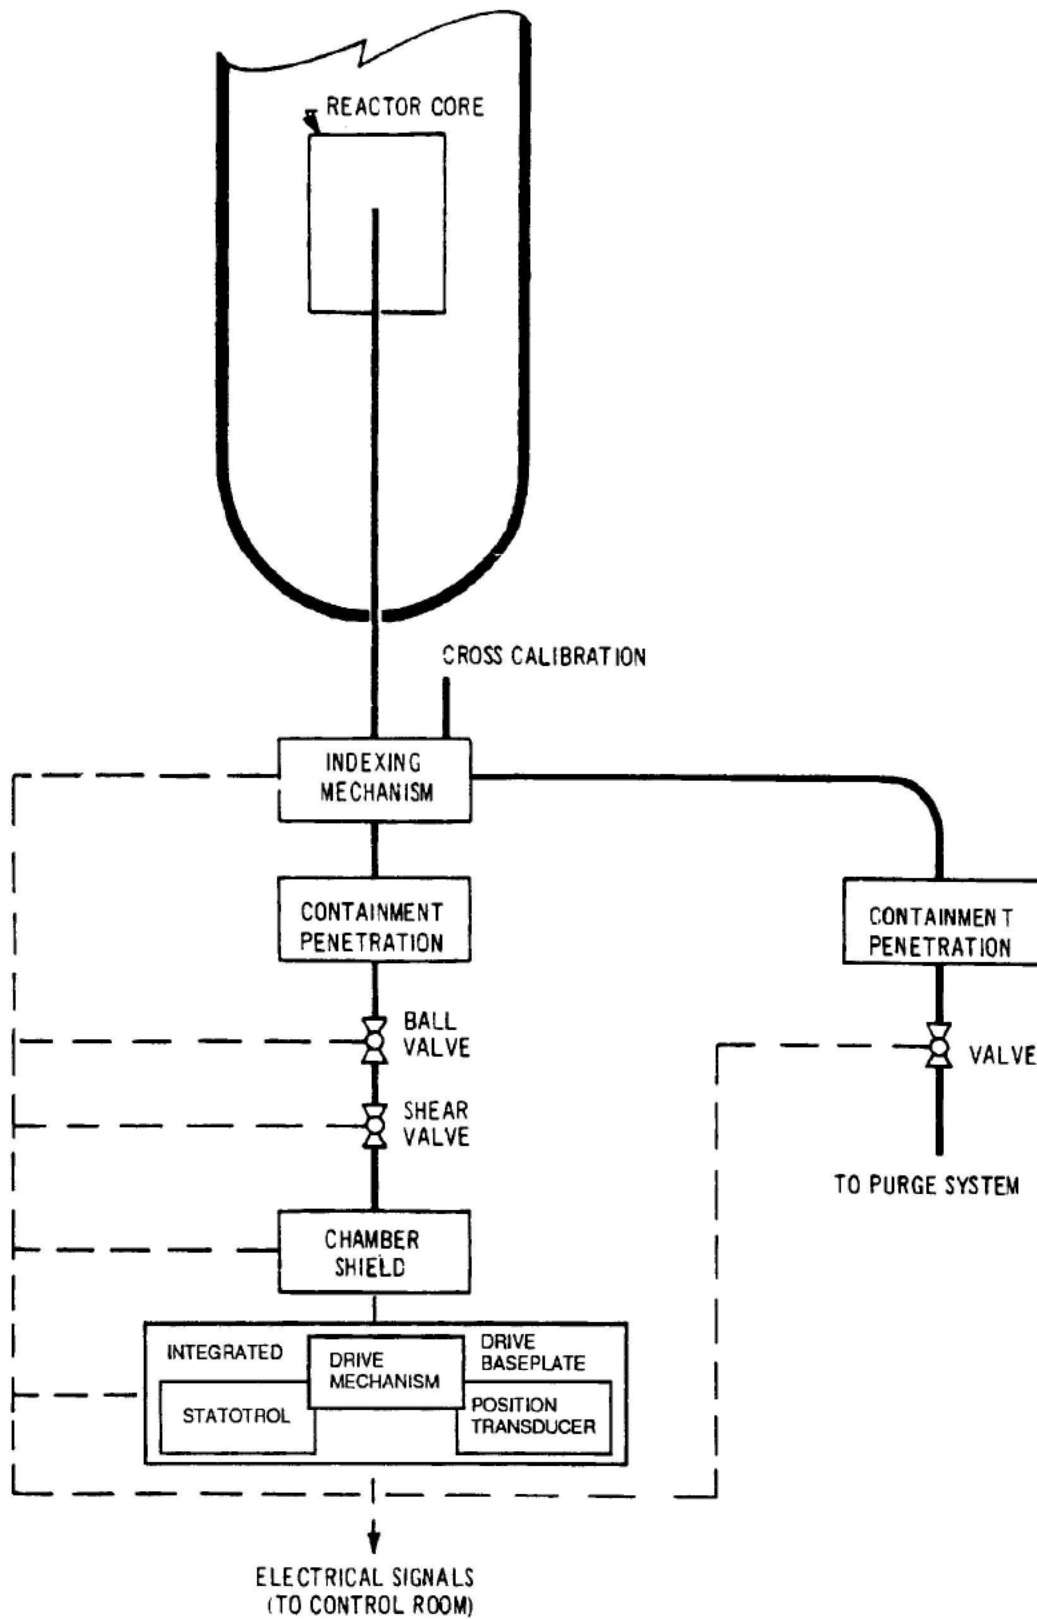 REACTOR CORE
CROSS CALIBRATION
INDEXING
MECHANISM
CONTAINMENT
PENETRATION
CONTAINMENT
PENETRATION
BALL
VALVE
VALVE
SHEAR
VALVE
TO PURGE SYSTEM
CHAMBER
SHIELD
INTEGRATED
DRIVE
MECHANISM
DRIVE
BASEPLATE
STATOTROL
POSITION
TRANSDUCER
ELECTRICAL SIGNALS
(TO CONTROL ROOM)